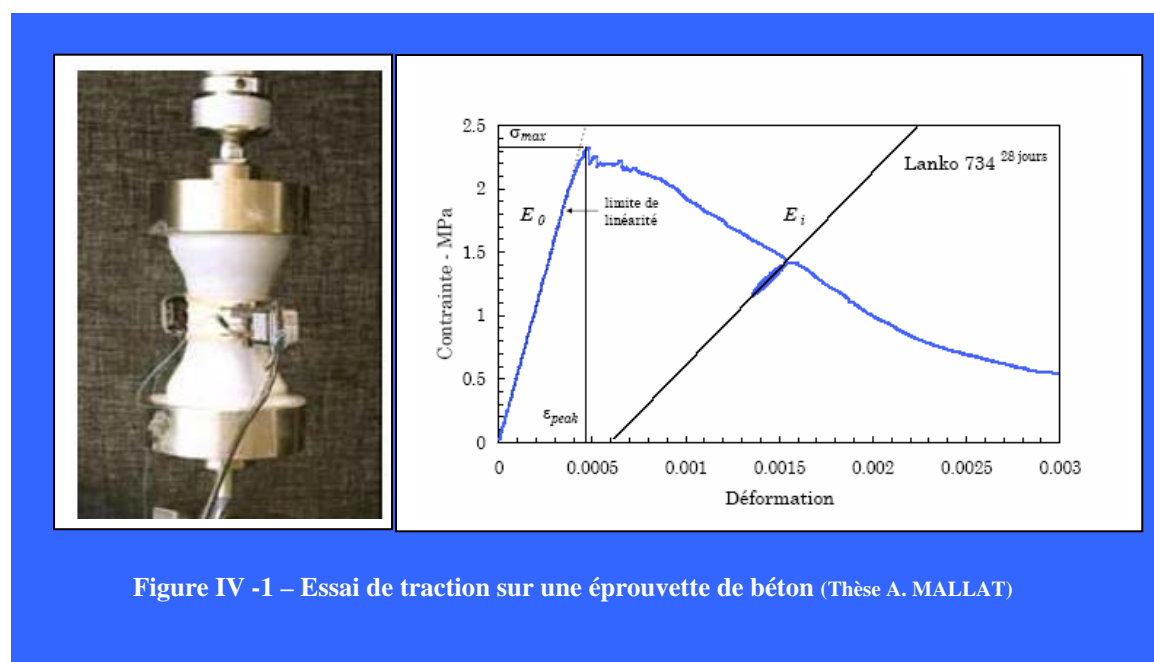 2.5
2
1.5
1
0.5
0
Contrainte - MPa
σmax
E0
limite de
linéarité
Ei
Lanko 734 28 jours
εpeak
0 0.0005 0.001 0.0015 0.002 0.0025 0.003
Déformation
Figure IV -1 – Essai de traction sur une éprouvette de béton (Thèse A. MALLAT)